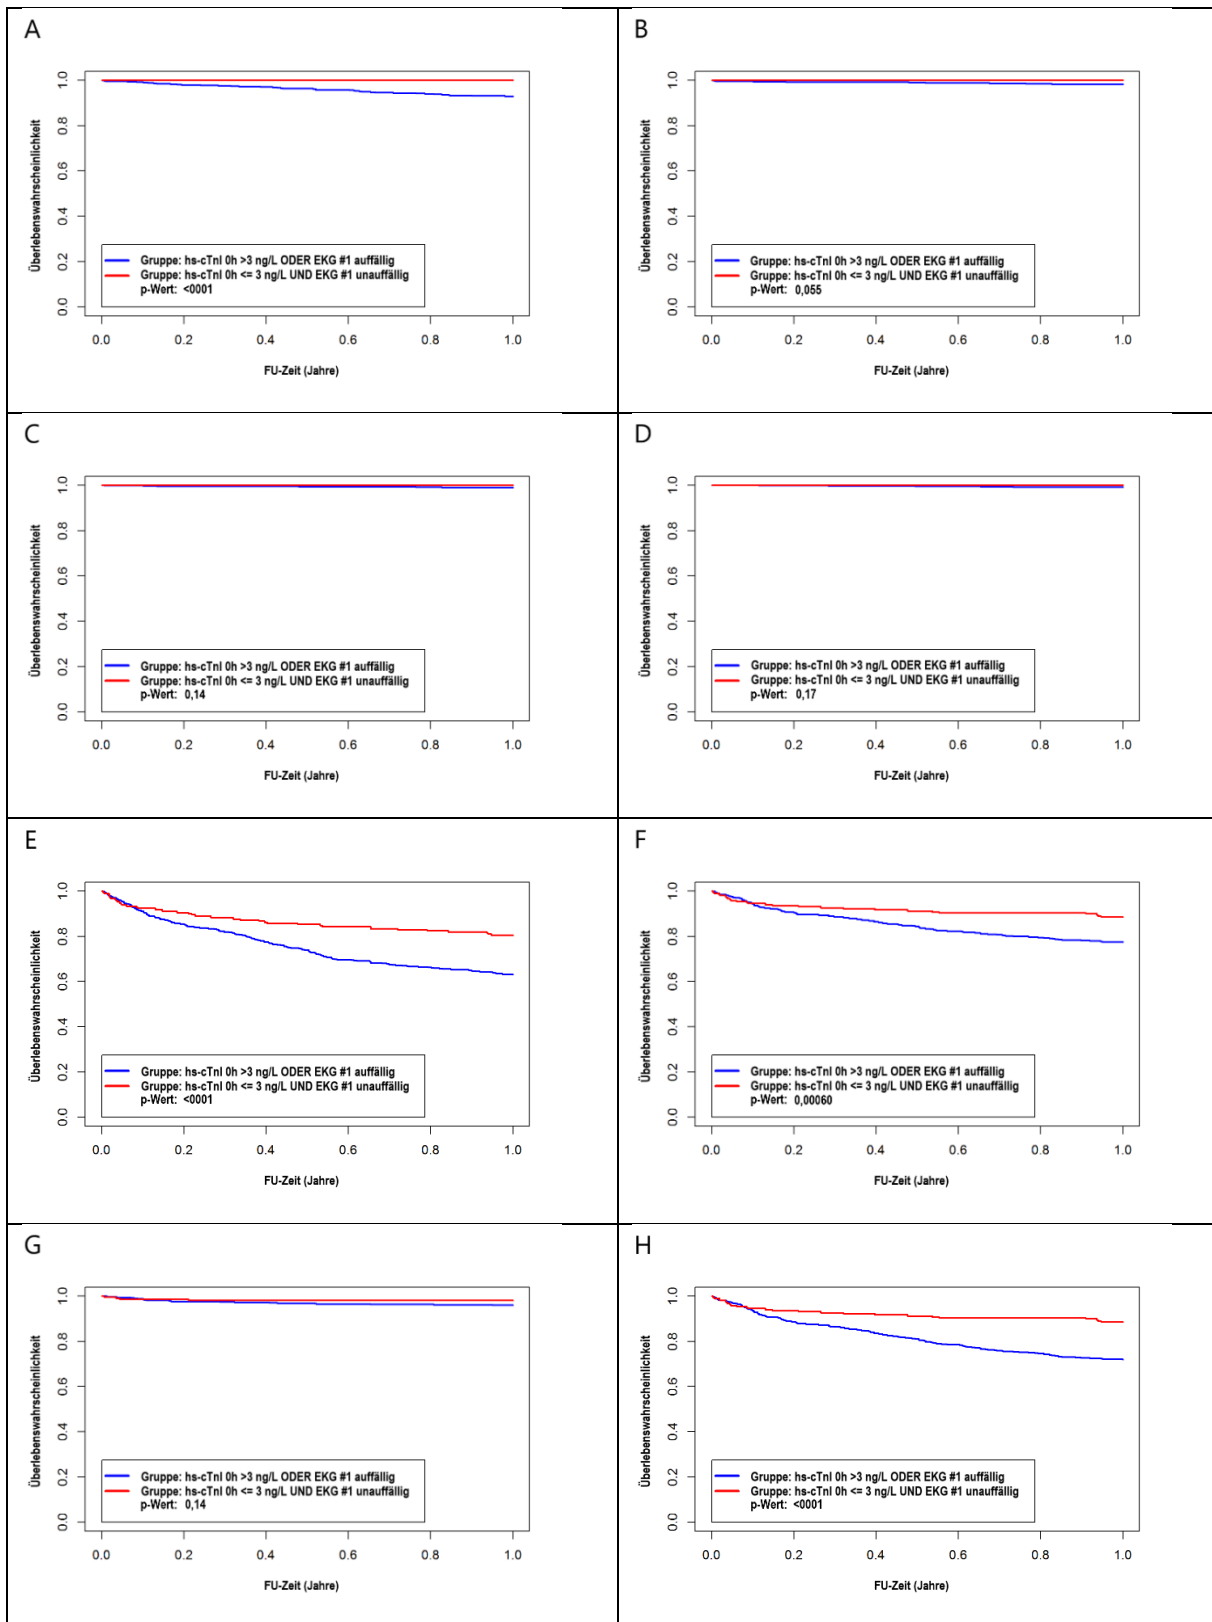 A
Überlebenswahrscheinlichkeit
1.0
0.8
0.6
0.4
0.2
0.0
Gruppe: hs-cTnI 0h >3 ng/L ODER EKG #1 auffällig
Gruppe: hs-cTnI 0h <= 3 ng/L UND EKG #1 unauffällig
p-Wert: <0001
0.0 0.2 0.4 0.6 0.8 1.0
FU-Zeit (Jahre)
B
Überlebenswahrscheinlichkeit
1.0
0.8
0.6
0.4
0.2
0.0
Gruppe: hs-cTnI 0h >3 ng/L ODER EKG #1 auffällig
Gruppe: hs-cTnI 0h <= 3 ng/L UND EKG #1 unauffällig
p-Wert: 0,055
0.0 0.2 0.4 0.6 0.8 1.0
FU-Zeit (Jahre)
C
Überlebenswahrscheinlichkeit
1.0
0.8
0.6
0.4
0.2
0.0
Gruppe: hs-cTnI 0h >3 ng/L ODER EKG #1 auffällig
Gruppe: hs-cTnI 0h <= 3 ng/L UND EKG #1 unauffällig
p-Wert: 0,14
0.0 0.2 0.4 0.6 0.8 1.0
FU-Zeit (Jahre)
D
Überlebenswahrscheinlichkeit
1.0
0.8
0.6
0.4
0.2
0.0
Gruppe: hs-cTnI 0h >3 ng/L ODER EKG #1 auffällig
Gruppe: hs-cTnI 0h <= 3 ng/L UND EKG #1 unauffällig
p-Wert: 0,17
0.0 0.2 0.4 0.6 0.8 1.0
FU-Zeit (Jahre)
E
Überlebenswahrscheinlichkeit
1.0
0.8
0.6
0.4
0.2
0.0
Gruppe: hs-cTnI 0h >3 ng/L ODER EKG #1 auffällig
Gruppe: hs-cTnI 0h <= 3 ng/L UND EKG #1 unauffällig
p-Wert: <0001
0.0 0.2 0.4 0.6 0.8 1.0
FU-Zeit (Jahre)
F
Überlebenswahrscheinlichkeit
1.0
0.8
0.6
0.4
0.2
0.0
Gruppe: hs-cTnI 0h >3 ng/L ODER EKG #1 auffällig
Gruppe: hs-cTnI 0h <= 3 ng/L UND EKG #1 unauffällig
p-Wert: 0,00060
0.0 0.2 0.4 0.6 0.8 1.0
FU-Zeit (Jahre)
G
Überlebenswahrscheinlichkeit
1.0
0.8
0.6
0.4
0.2
0.0
Gruppe: hs-cTnI 0h >3 ng/L ODER EKG #1 auffällig
Gruppe: hs-cTnI 0h <= 3 ng/L UND EKG #1 unauffällig
p-Wert: 0,14
0.0 0.2 0.4 0.6 0.8 1.0
FU-Zeit (Jahre)
H
Überlebenswahrscheinlichkeit
1.0
0.8
0.6
0.4
0.2
0.0
Gruppe: hs-cTnI 0h >3 ng/L ODER EKG #1 auffällig
Gruppe: hs-cTnI 0h <= 3 ng/L UND EKG #1 unauffällig
p-Wert: <0001
0.0 0.2 0.4 0.6 0.8 1.0
FU-Zeit (Jahre)